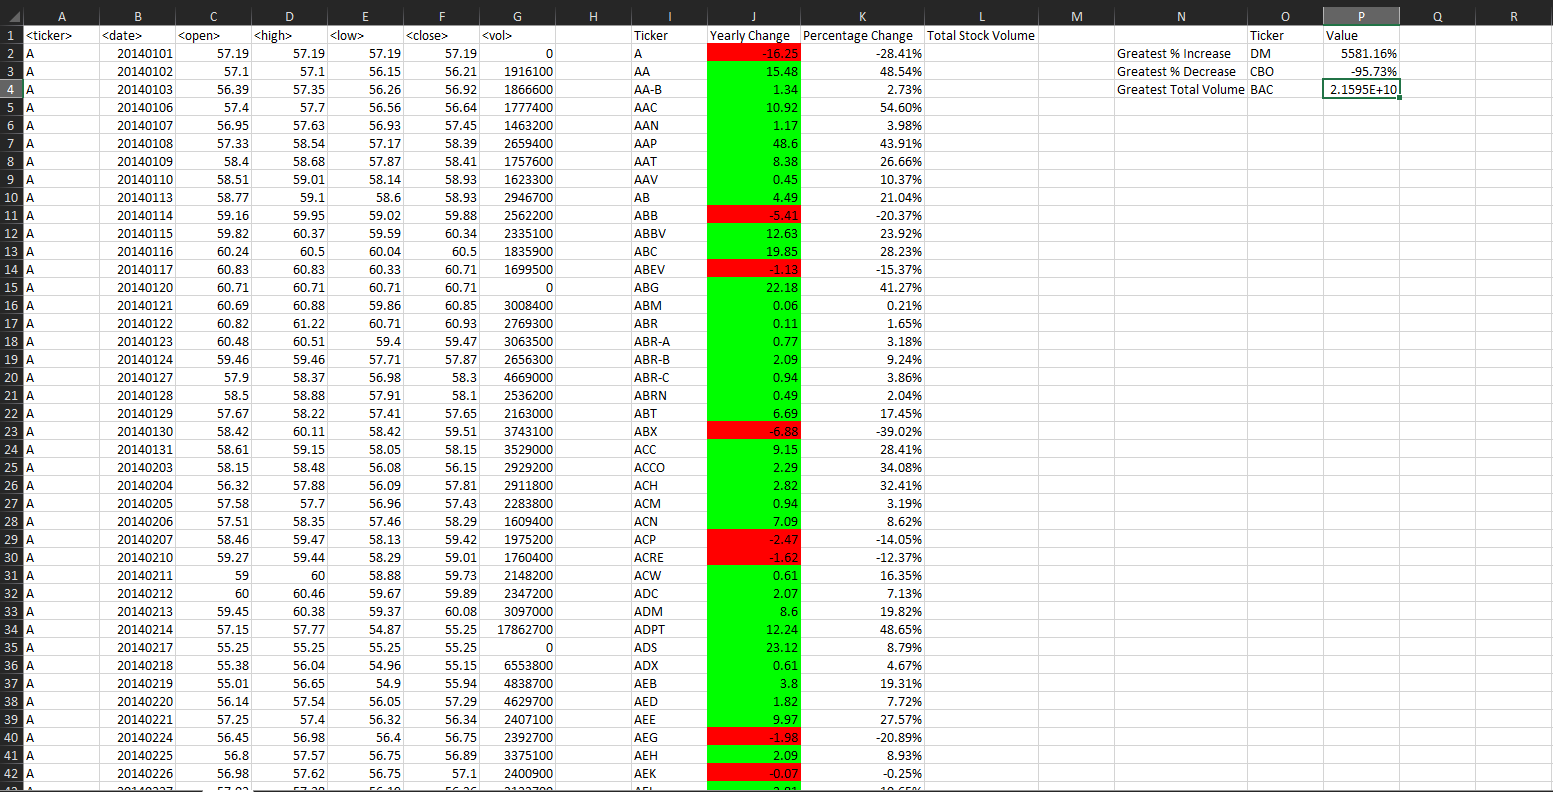 A B C D E F G H I J K L M N O P Q R
1 <ticker> <date> <open> <high> <low> <close> <vol> Ticker Yearly Change Percentage Change Total Stock Volume Ticker Value
2 A 20140101 57.19 57.19 57.19 57.19 0 A -16.25 -28.41% Greatest % Increase DM 5581.16%
3 A 20140102 57.1 57.1 56.15 56.21 1916100 AA 15.48 48.54% Greatest % Decrease CBO -95.73%
4 A 20140103 56.39 57.35 56.26 56.92 1866600 AA-B 1.34 2.73% Greatest Total Volume BAC 2.1595E+10
5 A 20140106 57.4 57.7 56.56 56.64 1777400 AAC 10.92 54.60%
6 A 20140107 56.95 57.63 56.93 57.45 1463200 AAN 1.17 3.98%
7 A 20140108 57.33 58.54 57.17 58.39 2659400 AAP 48.6 43.91%
8 A 20140109 58.4 58.68 57.87 58.41 1757600 AAT 8.38 26.66%
9 A 20140110 58.51 59.01 58.14 58.93 1623300 AAV 0.45 10.37%
10 A 20140113 58.77 59.1 58.6 58.93 2946700 AB 4.49 21.04%
11 A 20140114 59.16 59.95 59.02 59.88 2562200 ABB -5.41 -20.37%
12 A 20140115 59.82 60.37 59.59 60.34 2335100 ABBV 12.63 23.92%
13 A 20140116 60.24 60.5 60.04 60.5 1835900 ABC 19.85 28.23%
14 A 20140117 60.83 60.83 60.33 60.71 1699500 ABEV -1.13 -15.37%
15 A 20140120 60.71 60.71 60.71 60.71 0 ABG 22.18 41.27%
16 A 20140121 60.69 60.88 59.86 60.85 3008400 ABM 0.06 0.21%
17 A 20140122 60.82 61.22 60.71 60.93 2769300 ABR 0.11 1.65%
18 A 20140123 60.48 60.51 59.4 59.47 3063500 ABR-A 0.77 3.18%
19 A 20140124 59.46 59.46 57.71 57.87 2656300 ABR-B 2.09 9.24%
20 A 20140127 57.9 58.37 56.98 58.3 4669000 ABR-C 0.94 3.86%
21 A 20140128 58.5 58.88 57.91 58.1 2536200 ABRN 0.49 2.04%
22 A 20140129 57.67 58.22 57.41 57.65 2163000 ABT 6.69 17.45%
23 A 20140130 58.42 60.11 58.42 59.51 3743100 ABX -6.88 -39.02%
24 A 20140131 58.61 59.15 58.05 58.15 3529000 ACC 9.15 28.41%
25 A 20140203 58.15 58.48 56.08 56.15 2929200 ACCO 2.29 34.08%
26 A 20140204 56.32 57.88 56.09 57.81 2911800 ACH 2.82 32.41%
27 A 20140205 57.58 57.7 56.96 57.43 2283800 ACM 0.94 3.19%
28 A 20140206 57.51 58.35 57.46 58.29 1609400 ACN 7.09 8.62%
29 A 20140207 58.46 59.47 58.13 59.42 1975200 ACP -2.47 -14.05%
30 A 20140210 59.27 59.44 58.29 59.01 1760400 ACRE -1.62 -12.37%
31 A 20140211 59 60 58.88 59.73 2148200 ACW 0.61 16.35%
32 A 20140212 60 60.46 59.67 59.89 2347200 ADC 2.07 7.13%
33 A 20140213 59.45 60.38 59.37 60.08 3097000 ADM 8.6 19.82%
34 A 20140214 57.15 57.77 54.87 55.25 17862700 ADPT 12.24 48.65%
35 A 20140217 55.25 55.25 55.25 55.25 0 ADS 23.12 8.79%
36 A 20140218 55.38 56.04 54.96 55.15 6553800 ADX 0.61 4.67%
37 A 20140219 55.01 56.65 54.9 55.94 4838700 AEB 3.8 19.31%
38 A 20140220 56.14 57.54 56.05 57.29 4629700 AED 1.82 7.72%
39 A 20140221 57.25 57.4 56.32 56.34 2407100 AEE 9.97 27.57%
40 A 20140224 56.45 56.98 56.4 56.75 2392700 AEG -1.98 -20.89%
41 A 20140225 56.8 57.57 56.75 56.89 3375100 AEH 2.09 8.93%
42 A 20140226 56.98 57.62 56.75 57.1 2400900 AEK -0.07 -0.25%